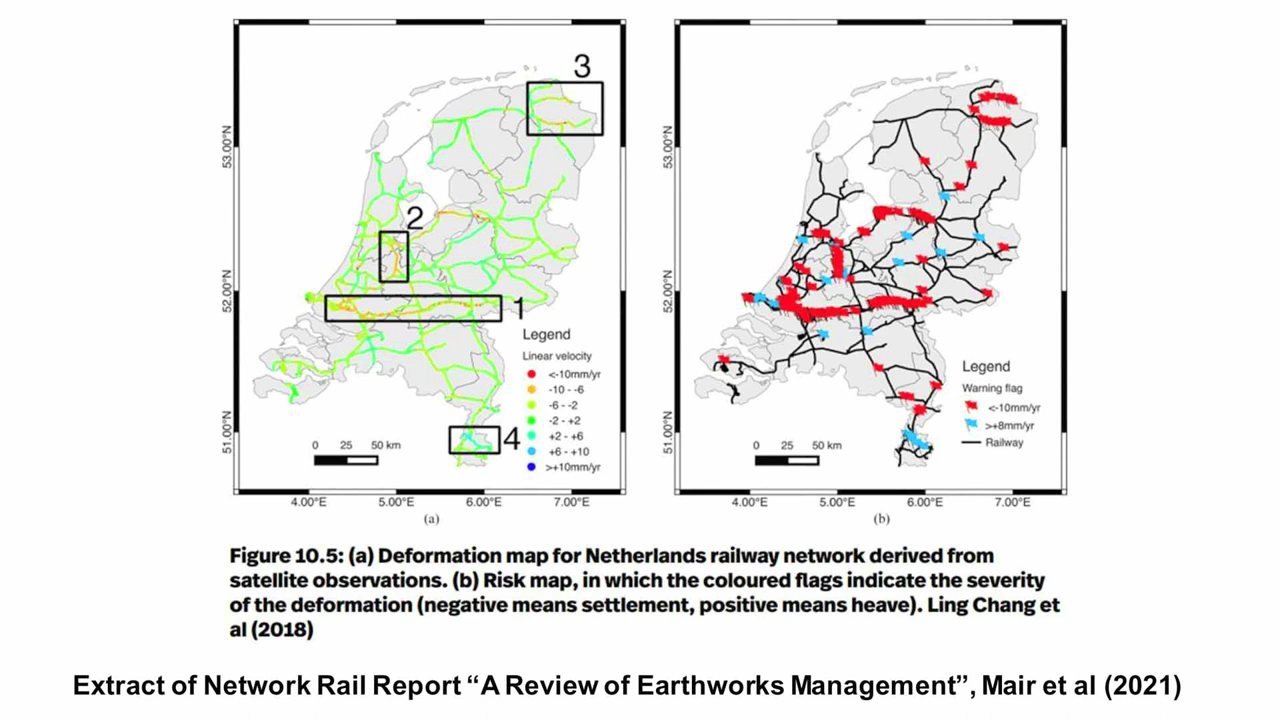 3
2
1
4
53.00°N
52.00°N
51.00°N
Legend
Linear velocity
<-10mm/yr
-10 - -6
-6 - -2
-2 - +2
+2 - +6
+6 - +10
>+10mm/yr
0 25 50 km
4.00°E 5.00°E 6.00°E 7.00°E
(a)
53.00°N
52.00°N
51.00°N
Legend
Warning flag
<-10mm/yr
>+8mm/yr
Railway
0 25 50 km
4.00°E 5.00°E 6.00°E 7.00°E
(b)
Figure 10.5: (a) Deformation map for Netherlands railway network derived from
satellite observations. (b) Risk map, in which the coloured flags indicate the severity
of the deformation (negative means settlement, positive means heave). Ling Chang et
al (2018)
Extract of Network Rail Report “A Review of Earthworks Management”, Mair et al (2021)